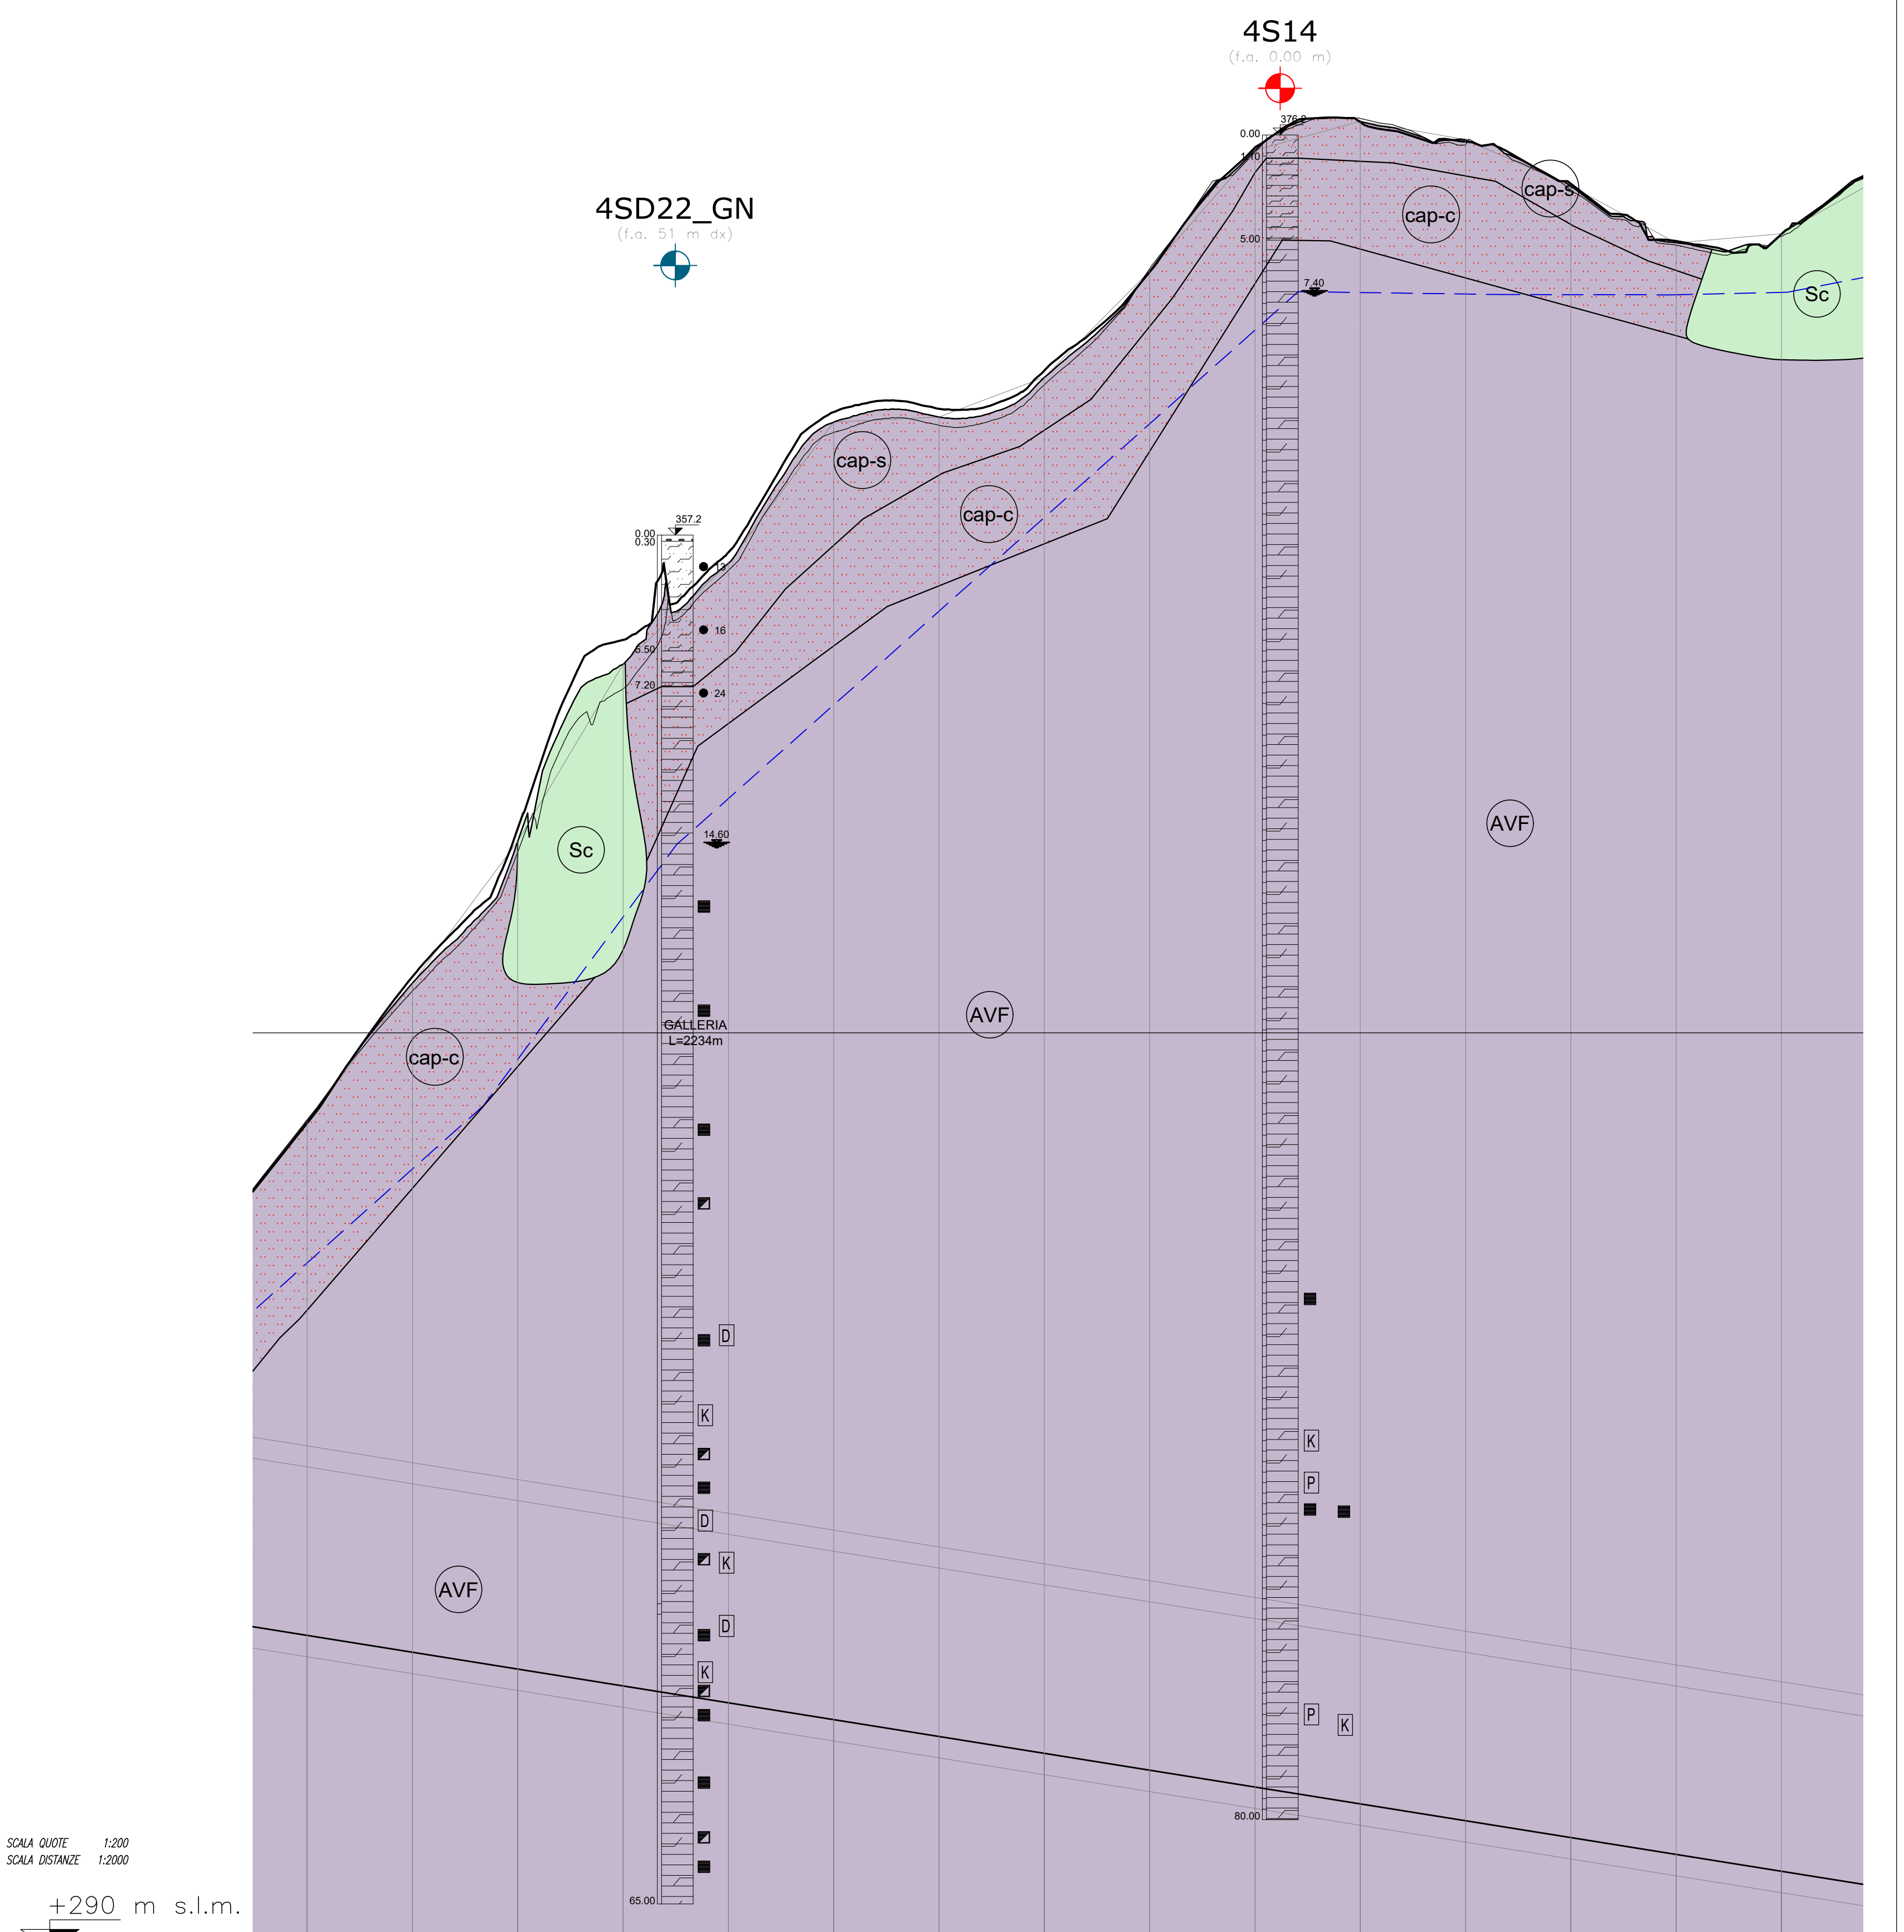 4S14
(f.a. 0.00 m)
376.2
0.00
1.10
cap-s
4SD22_GN
(f.a. 51 m dx)
cap-c
5.00
7.40
Sc
cap-s
357.2
0.00
0.30
cap-c
13
16
5.50
7.20
24
AVF
14.60
Sc
AVF
GALLERIA
L=2234m
cap-c
D
K
K
P
D
K
AVF
D
K
P
K
80.00
SCALA QUOTE 1:200
SCALA DISTANZE 1:2000
65.00
+290 m s.l.m.